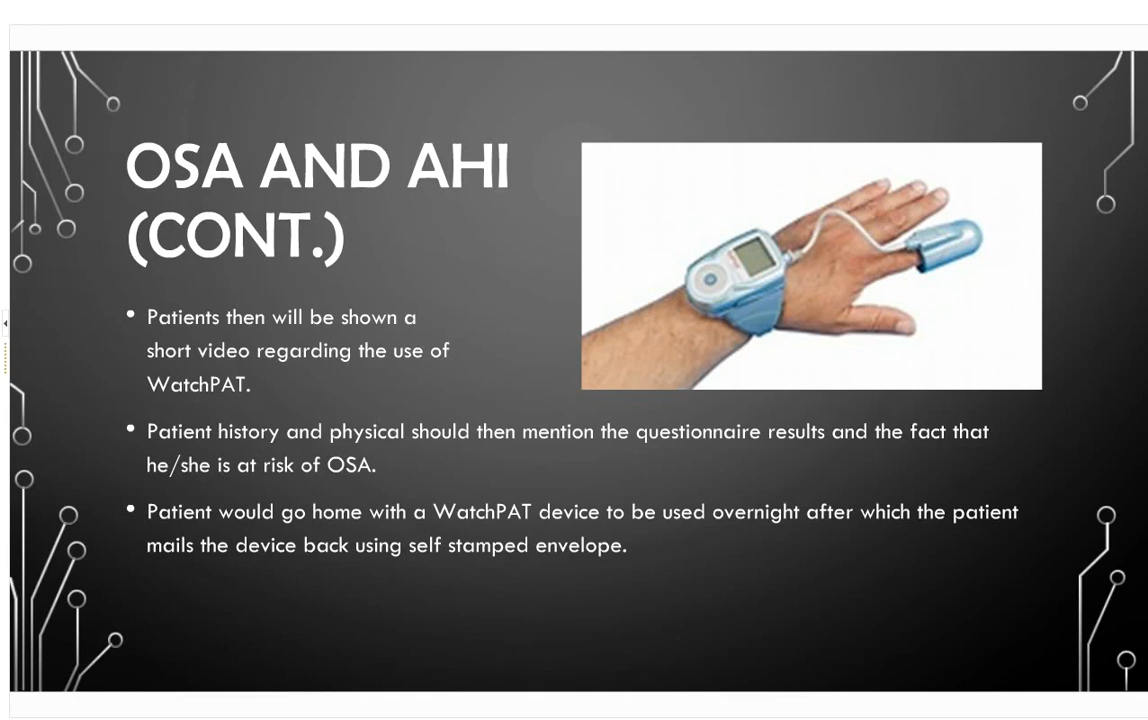 OSA AND AHI
(CONT.)
• Patients then will be shown a
short video regarding the use of
WatchPAT.
• Patient history and physical should then mention the questionnaire results and the fact that
he/she is at risk of OSA.
• Patient would go home with a WatchPAT device to be used overnight after which the patient
mails the device back using self stamped envelope.